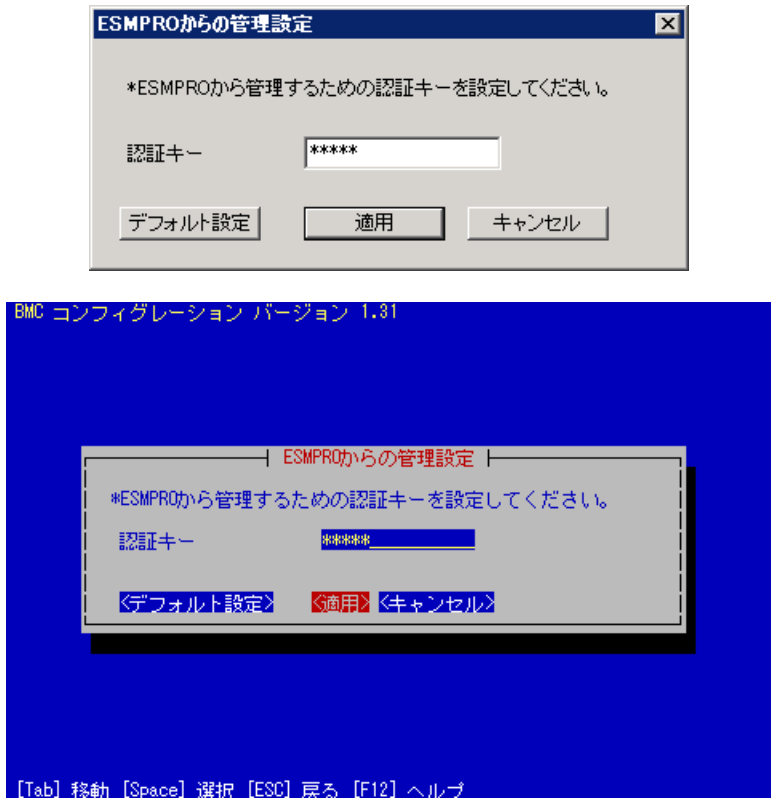 ESMPROからの管理設定
*ESMPROから管理するための認証キーを設定してください。
認証キー *****
デフォルト設定 適用 キャンセル
BMC コンフィグレーション バージョン 1.31
ESMPROからの管理設定
*ESMPROから管理するための認証キーを設定してください。
認証キー *****
<デフォルト設定> <適用> <キャンセル>
[Tab] 移動 [Space] 選択 [ESC] 戻る [F12] ヘルプ